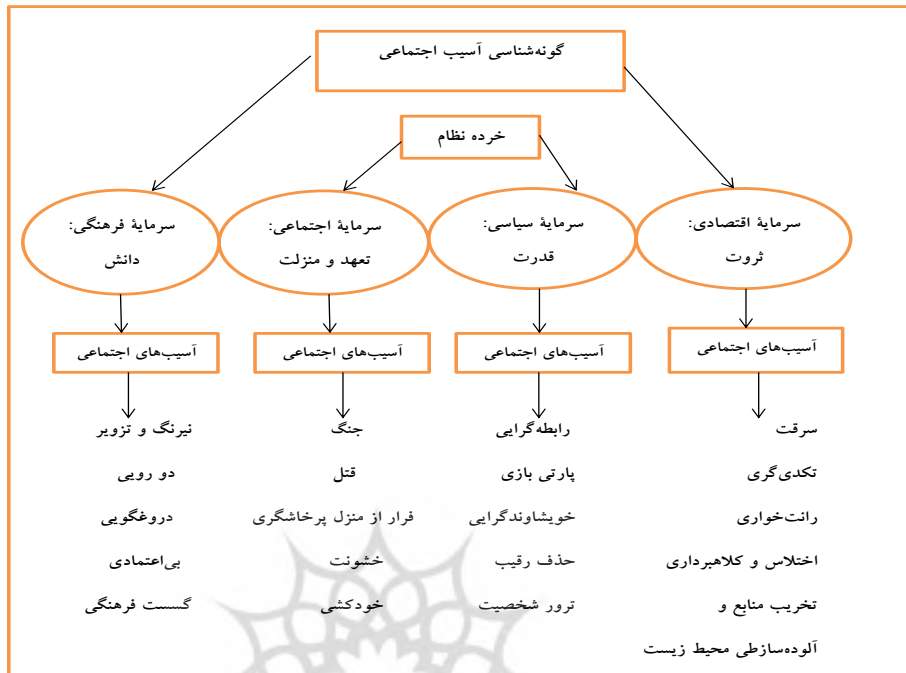 گونه‌شناسی آسیب اجتماعی
خرده نظام
سرمایهٔ اقتصادی:
ثروت
سرمایهٔ سیاسی:
قدرت
سرمایهٔ اجتماعی:
تعهد و منزلت
سرمایهٔ فرهنگی:
دانش
آسیب‌های اجتماعی
آسیب‌های اجتماعی
آسیب‌های اجتماعی
آسیب‌های اجتماعی
سرقت
تکدی‌گری
رانت‌خواری
اختلاس و کلاهبرداری
تخریب منابع و
آلوده‌سازطی محیط زیست
رابطه‌گرایی
پارتی بازی
خویشاوندگرایی
حذف رقیب
ترور شخصیت
جنگ
قتل
فرار از منزل پرخاشگری
خشونت
خودکشی
نیرنگ و تزویر
دو رویی
دروغگویی
بی‌اعتمادی
گسست فرهنگی